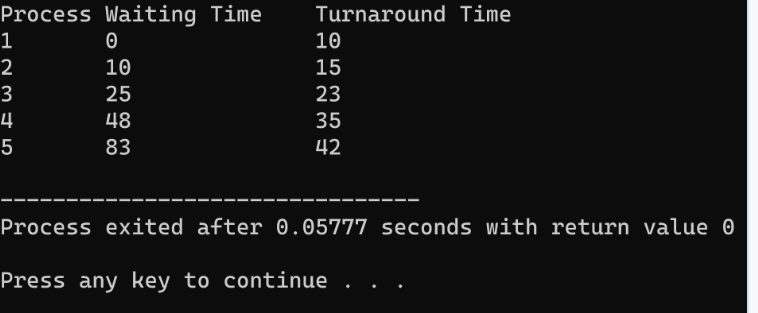 Process Waiting Time    Turnaround Time
1       0               10
2       10              15
3       25              23
4       48              35
5       83              42
--------------------------------
Process exited after 0.05777 seconds with return value 0
Press any key to continue . . .